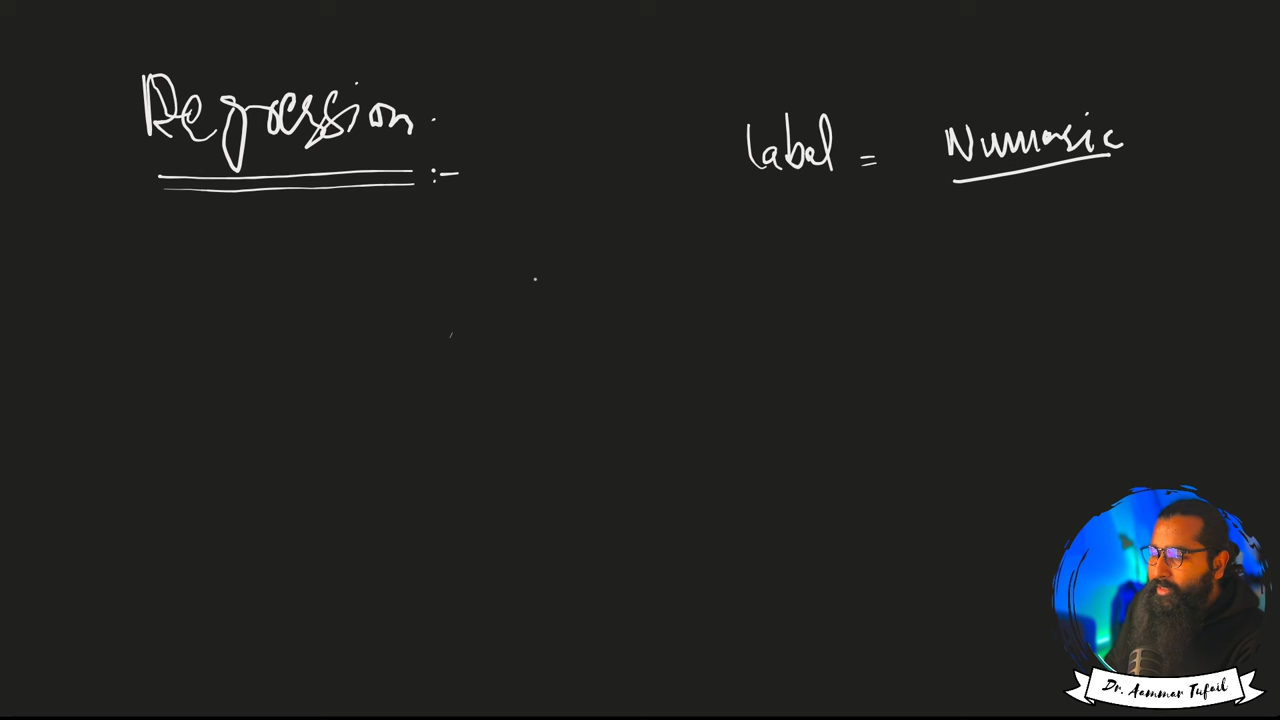 Regression. :-
Label = Numeric
Dr. Aammar Tufail